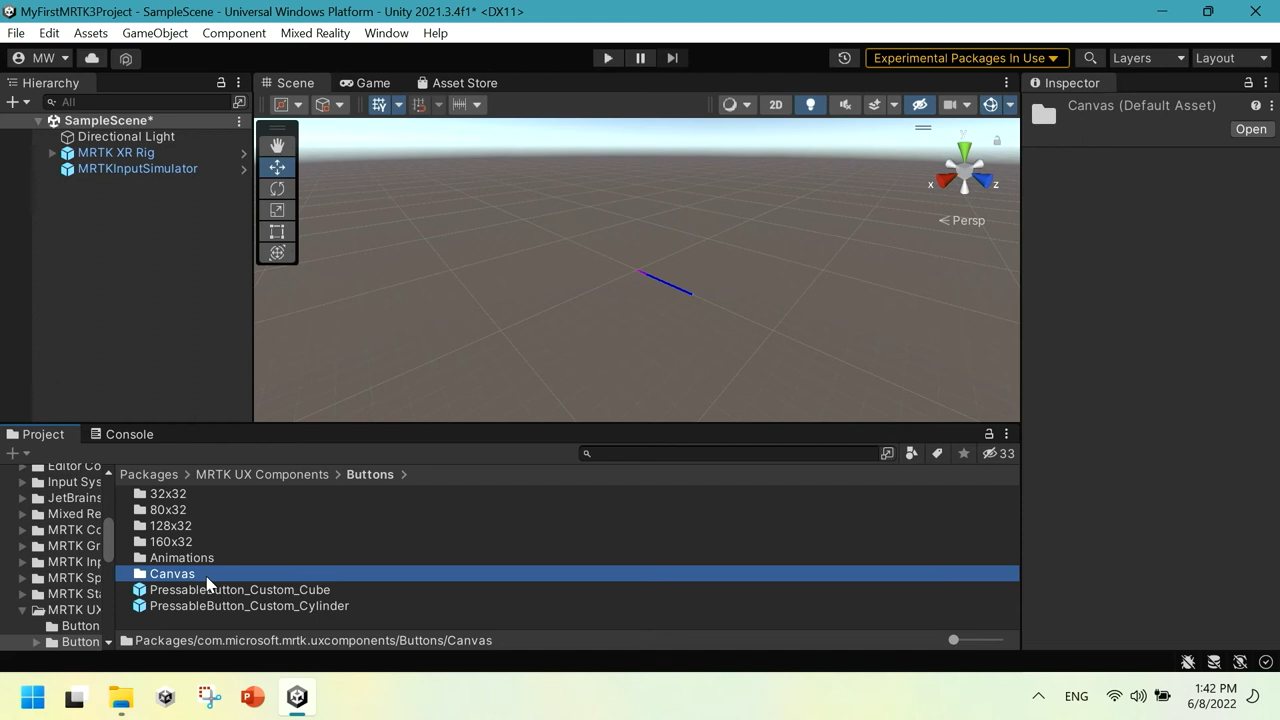 MyFirstMRTK3Project - SampleScene - Universal Windows Platform - Unity 2021.3.4f1* <DX11>
File Edit Assets GameObject Component Mixed Reality Window Help
MW Experimental Packages In Use Layers Layout
Hierarchy
Scene Game Asset Store
Inspector
All
2D
Canvas (Default Asset)
Open
SampleScene*
Directional Light
MRTK XR Rig
MRTKInputSimulator
y
x z
Persp
Project Console
33
Editor Co
Input Sys
JetBrains
Mixed Re
MRTK Co
MRTK Gr
MRTK Inp
MRTK Sp
MRTK Sta
MRTK UX
Button
Button
Packages > MRTK UX Components > Buttons >
32x32
80x32
128x32
160x32
Animations
Canvas
PressableButton_Custom_Cube
PressableButton_Custom_Cylinder
Packages/com.microsoft.mrtk.uxcomponents/Buttons/Canvas
ENG
1:42 PM
6/8/2022